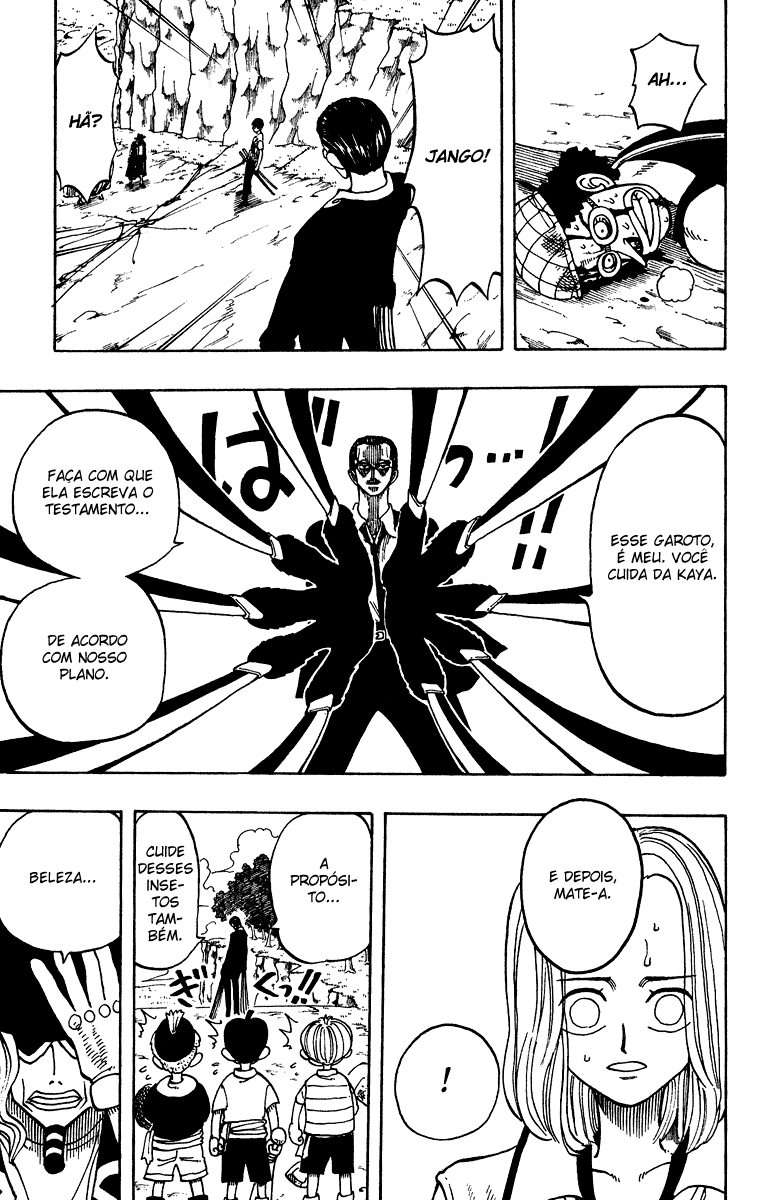 AH...
JANGO!
HÃ?
ESSE GAROTO,
É MEU. VOCÊ
CUIDA DA KAYA.
FAÇA COM QUE
ELA ESCREVA O
TESTAMENTO...
DE ACORDO
COM NOSSO
PLANO.
ば
っ…!
!!
E DEPOIS,
MATE-A.
!
A
PROPÓSI-
TO...
CUIDE
DESSES
INSE-
TOS
TAM-
BÉM.
ぎくっ!!
BELEZA...